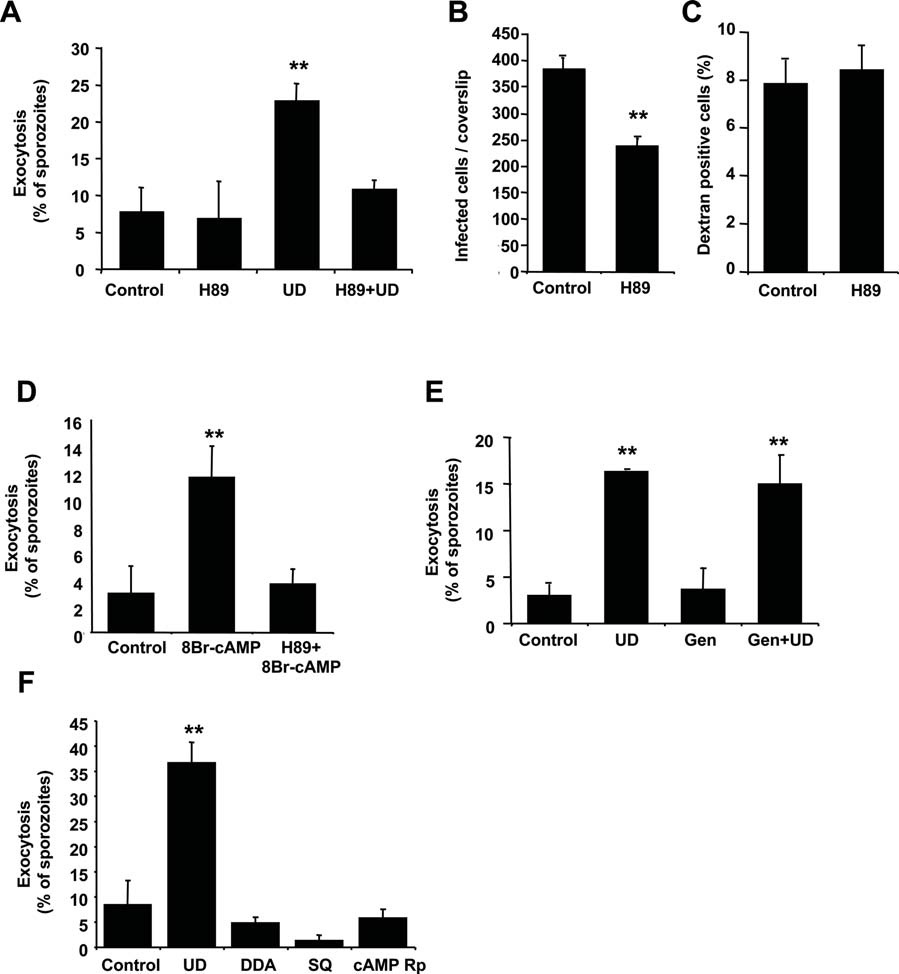 A
Exocytosis
(% of sporozoites)
30
25
20
15
10
5
0
**
Control H89 UD H89+UD
B
Infected cells / coverslip
450
400
350
300
250
200
150
100
50
0
**
Control H89
C
Dextran positive cells (%)
10
8
6
4
2
0
Control H89
D
Exocytosis
(% of sporozoites)
16
14
12
10
8
6
4
2
0
**
Control 8Br-cAMP H89+
8Br-cAMP
E
Exocytosis
(% of sporozoites)
20
15
10
5
0
**
**
Control UD Gen Gen+UD
F
Exocytosis
(% of sporozoites)
45
40
35
30
25
20
15
10
5
0
**
Control UD DDA SQ cAMP Rp